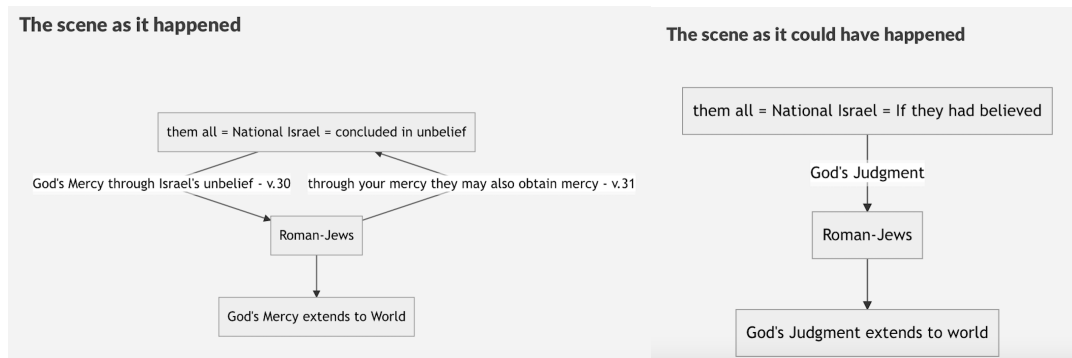 The scene as it happened
them all = National Israel = concluded in unbelief
God's Mercy through Israel's unbelief - v.30
through your mercy they may also obtain mercy - v.31
Roman-Jews
God's Mercy extends to World
The scene as it could have happened
them all = National Israel = If they had believed
God's Judgment
Roman-Jews
God's Judgment extends to world